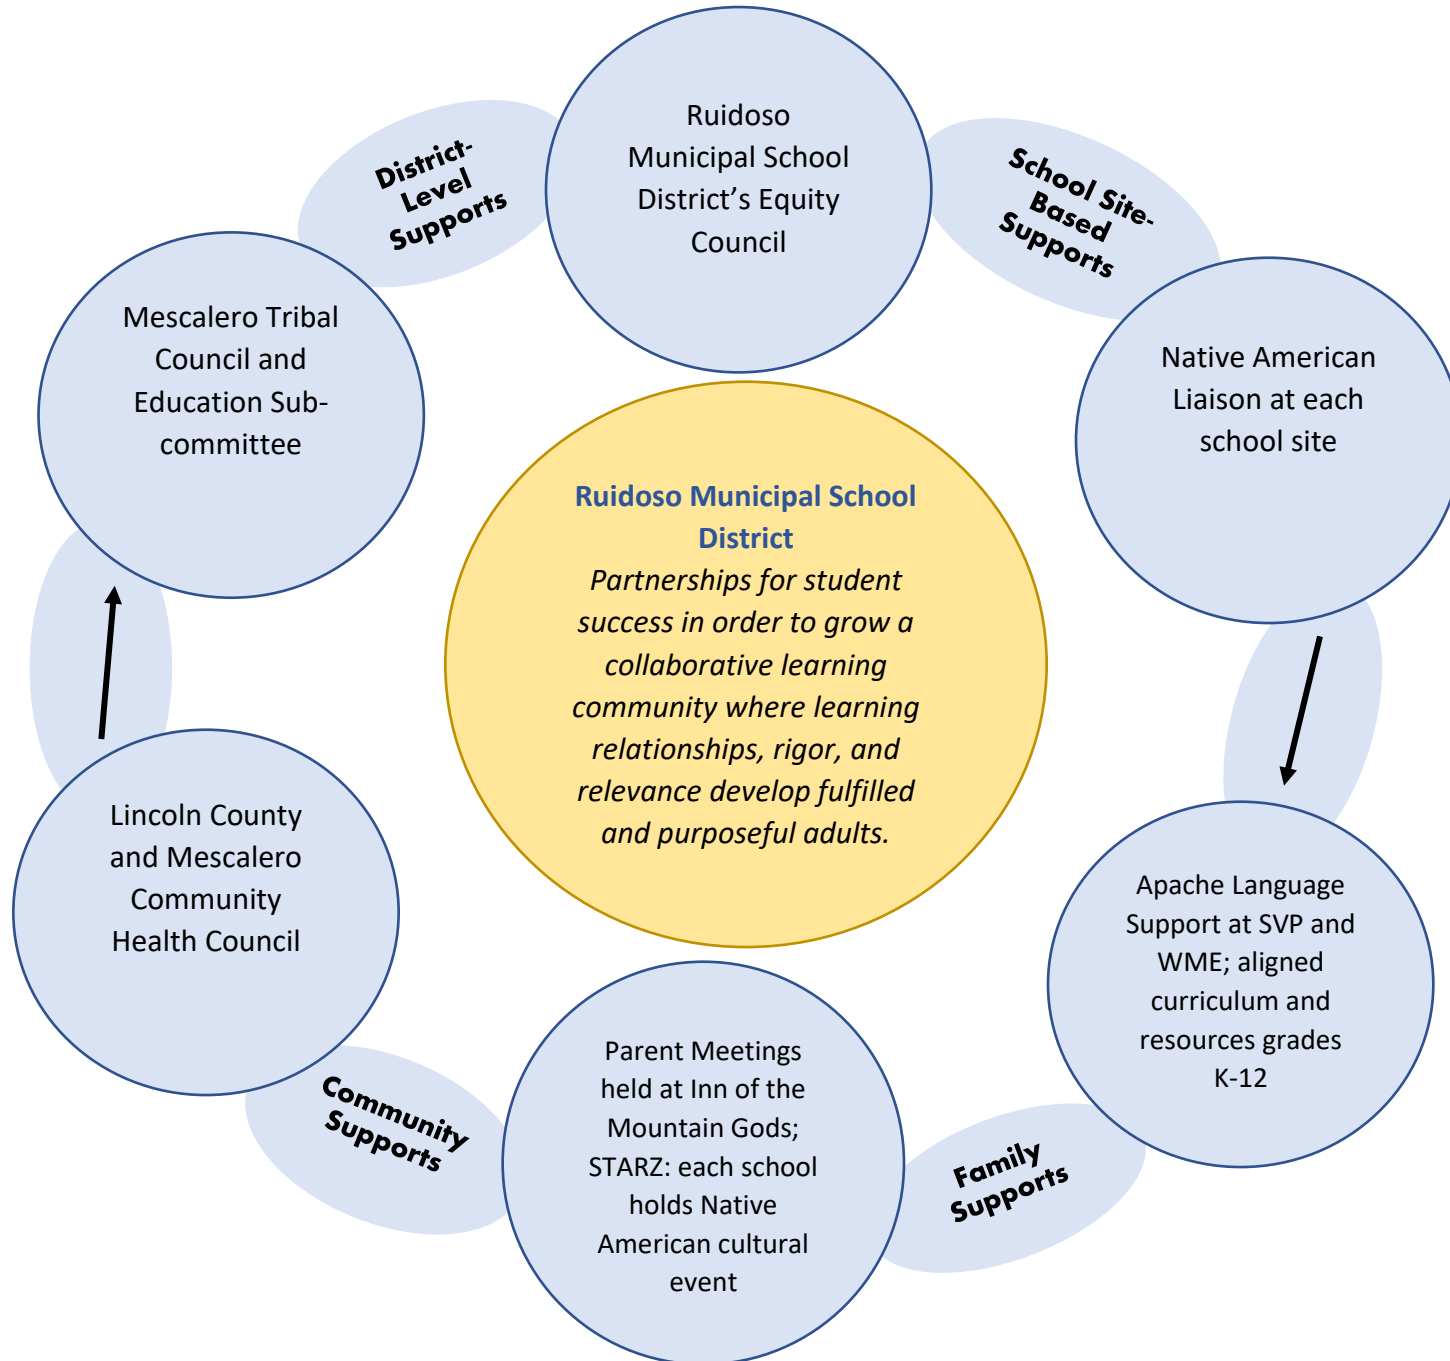 Ruidoso
Municipal School
District’s Equity
Council
School Site-
Based
Supports
Native American
Liaison at each
school site
Apache Language
Support at SVP and
WME; aligned
curriculum and
resources grades
K-12
Family
Supports
Parent Meetings
held at Inn of the
Mountain Gods;
STARZ: each school
holds Native
American cultural
event
Community
Supports
Lincoln County
and Mescalero
Community
Health Council
Mescalero Tribal
Council and
Education Sub-
committee
District-
Level
Supports
Ruidoso Municipal School
District
Partnerships for student
success in order to grow a
collaborative learning
community where learning
relationships, rigor, and
relevance develop fulfilled
and purposeful adults.